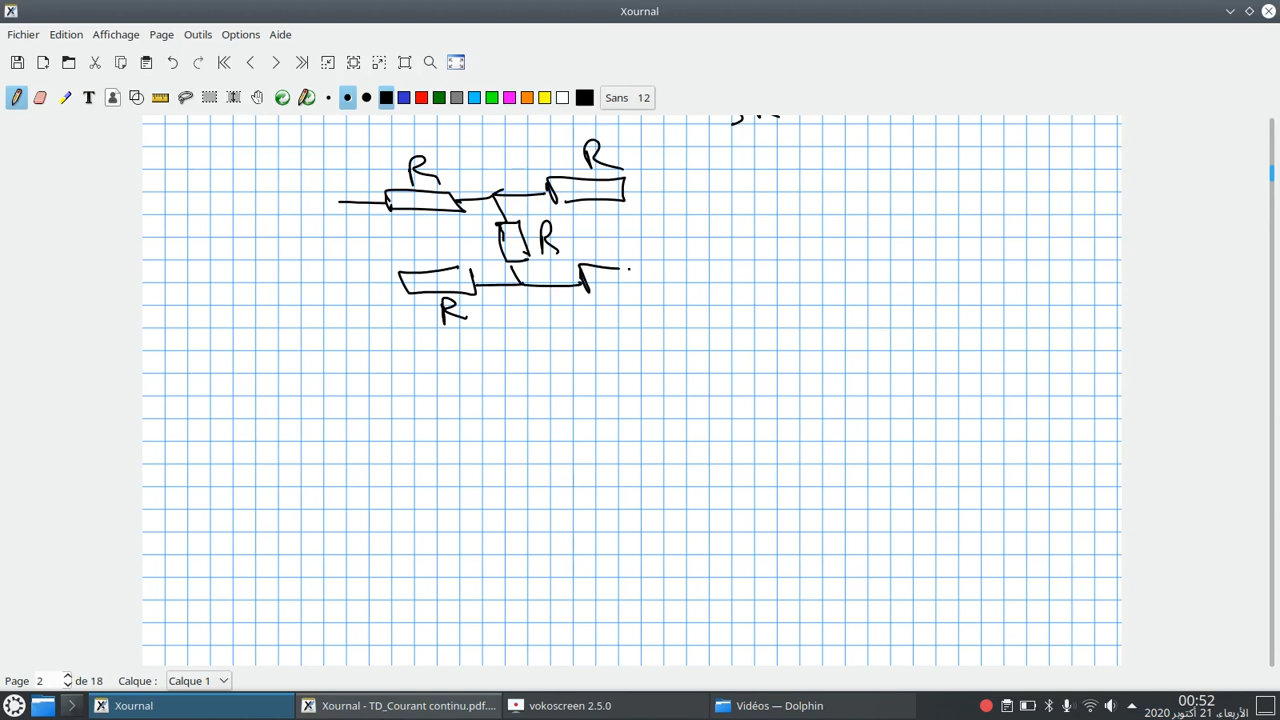 Xournal
Fichier Edition Affichage Page Outils Options Aide
T Sans 12
R
R
R
R
Page 2 de 18 Calque : Calque 1
Xournal
Xournal - TD_Courant continu.pdf....
vokoscreen 2.5.0
Vidéos — Dolphin
00:52
الأربعاء, 21 أكتوبر 2020